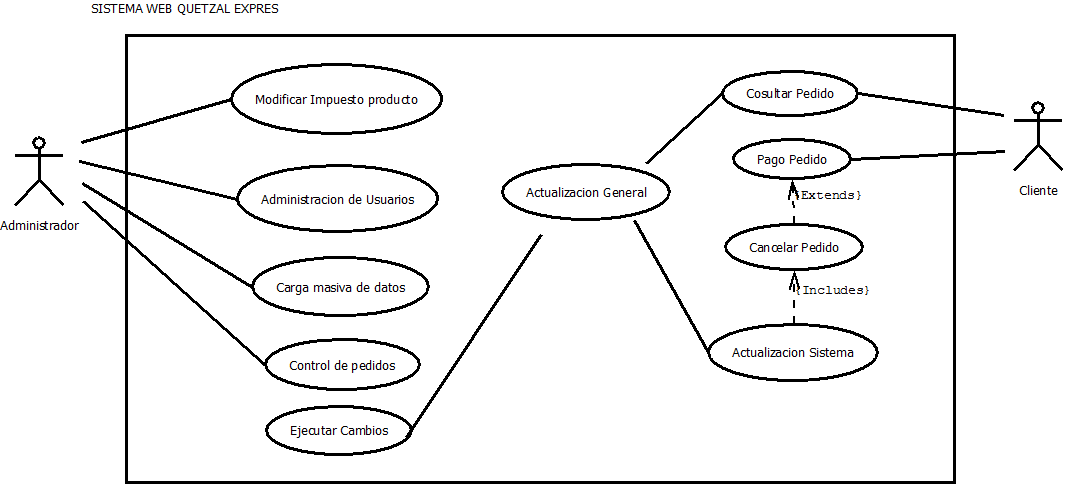 SISTEMA WEB QUETZAL EXPRES
Modificar Impuesto producto
Administracion de Usuarios
Carga masiva de datos
Control de pedidos
Ejecutar Cambios
Actualizacion General
Cosultar Pedido
Pago Pedido
{Extends}
Cancelar Pedido
{Includes}
Actualizacion Sistema
Administrador
Cliente